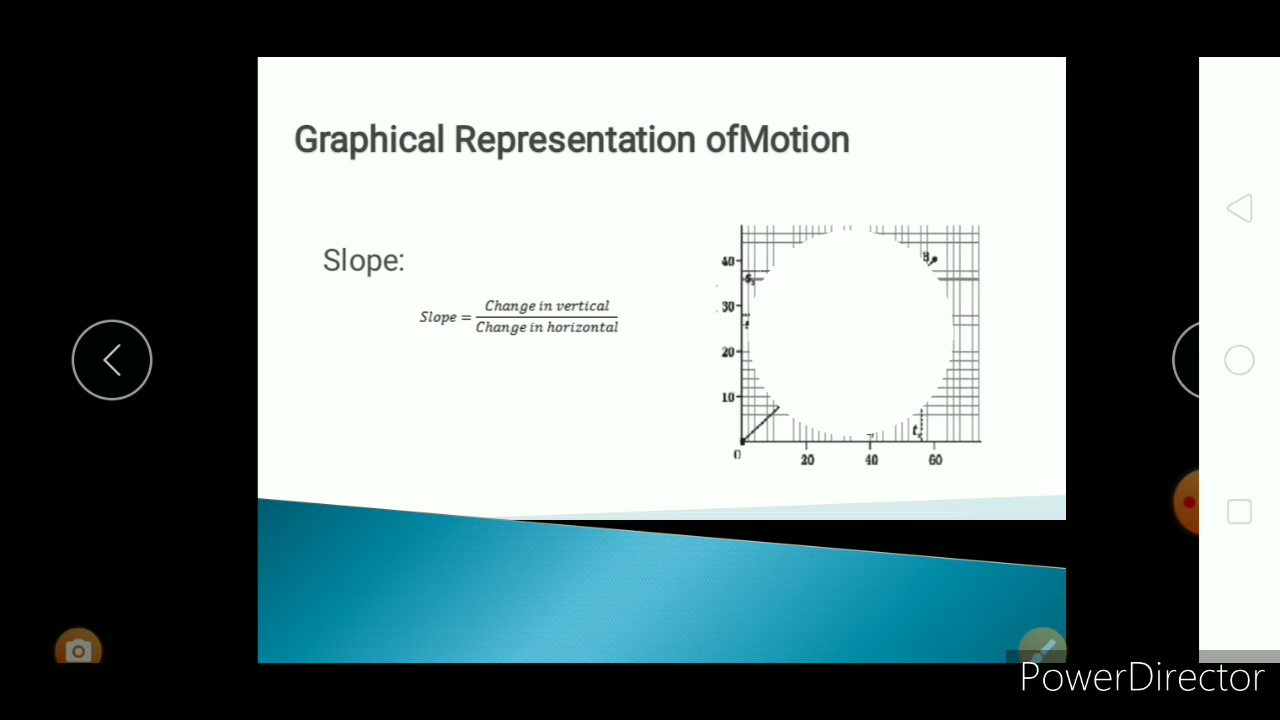 Graphical Representation ofMotion
Slope:
Slope = Change in vertical
Change in horizontal
40
30
20
10
0
20
40
60
B
S
t
PowerDirector